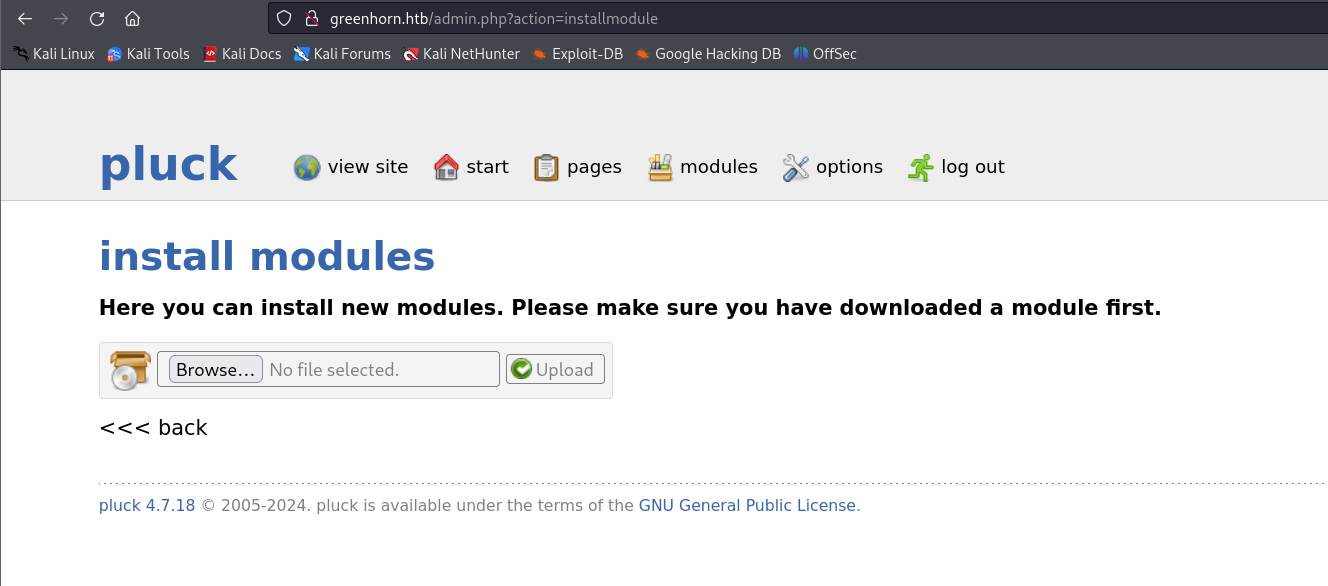 greenhorn.htb/admin.php?action=installmodule
Kali Linux Kali Tools Kali Docs Kali Forums Kali NetHunter Exploit-DB Google Hacking DB OffSec
pluck view site start pages modules options log out
install modules
Here you can install new modules. Please make sure you have downloaded a module first.
Browse... No file selected. Upload
<<< back
pluck 4.7.18 © 2005-2024. pluck is available under the terms of the GNU General Public License.